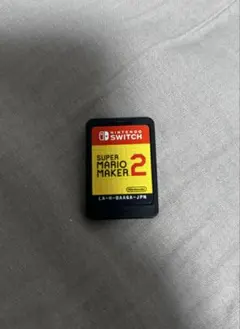 NINTENDO
SWITCH
SUPER
MARIO
MAKER 2
Nintendo
LA-H-BAAQA-JPN